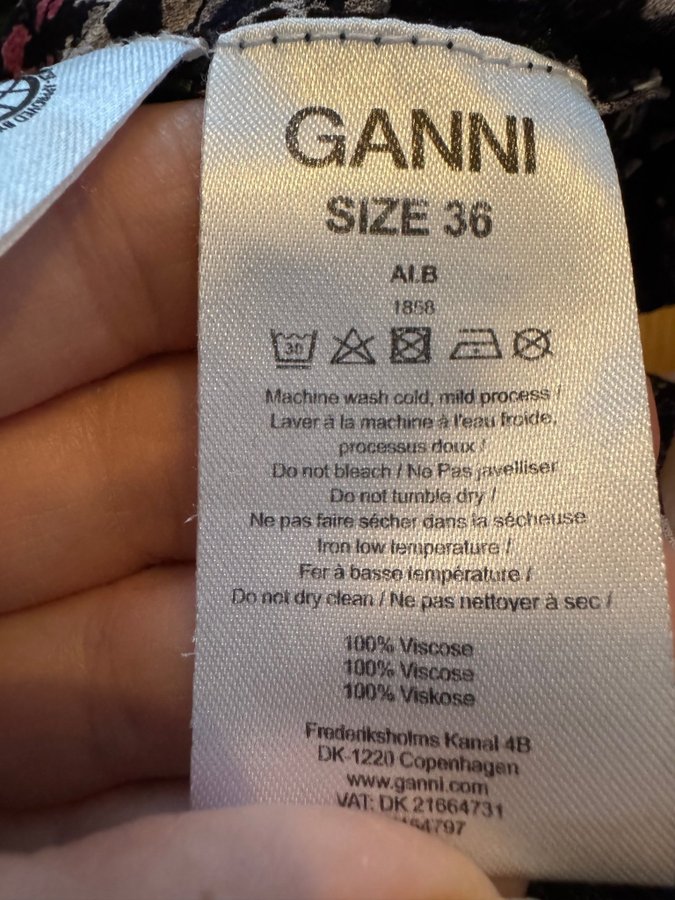 GANNI
SIZE 36
ALB
1858
30
Machine wash cold, mild process /
Laver à la machine à l'eau froide,
processus doux /
Do not bleach / No Pas javelliser
Do not tumble dry /
Ne pas faire sécher dans la sécheuse
Iron low temperature /
Fer à basse température /
Do not dry clean / Ne pas nettoyer à sec /
100% Viscose
100% Viscose
100% Viskose
Frederiksholms Kanal 4B
DK-1220 Copenhagen
www.ganni.com
VAT: DK 21664731